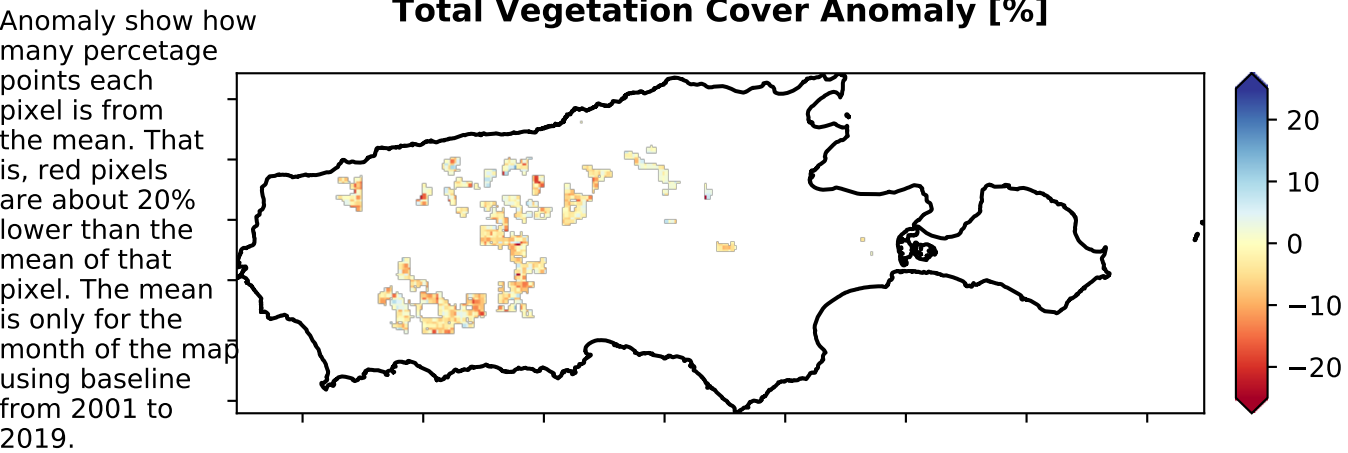 Total Vegetation Cover Anomaly [%]
Anomaly show how
many percetage
points each
pixel is from
the mean. That
is, red pixels
are about 20%
lower than the
mean of that
pixel. The mean
is only for the
month of the map
using baseline
from 2001 to
2019.
20
10
0
−10
−20